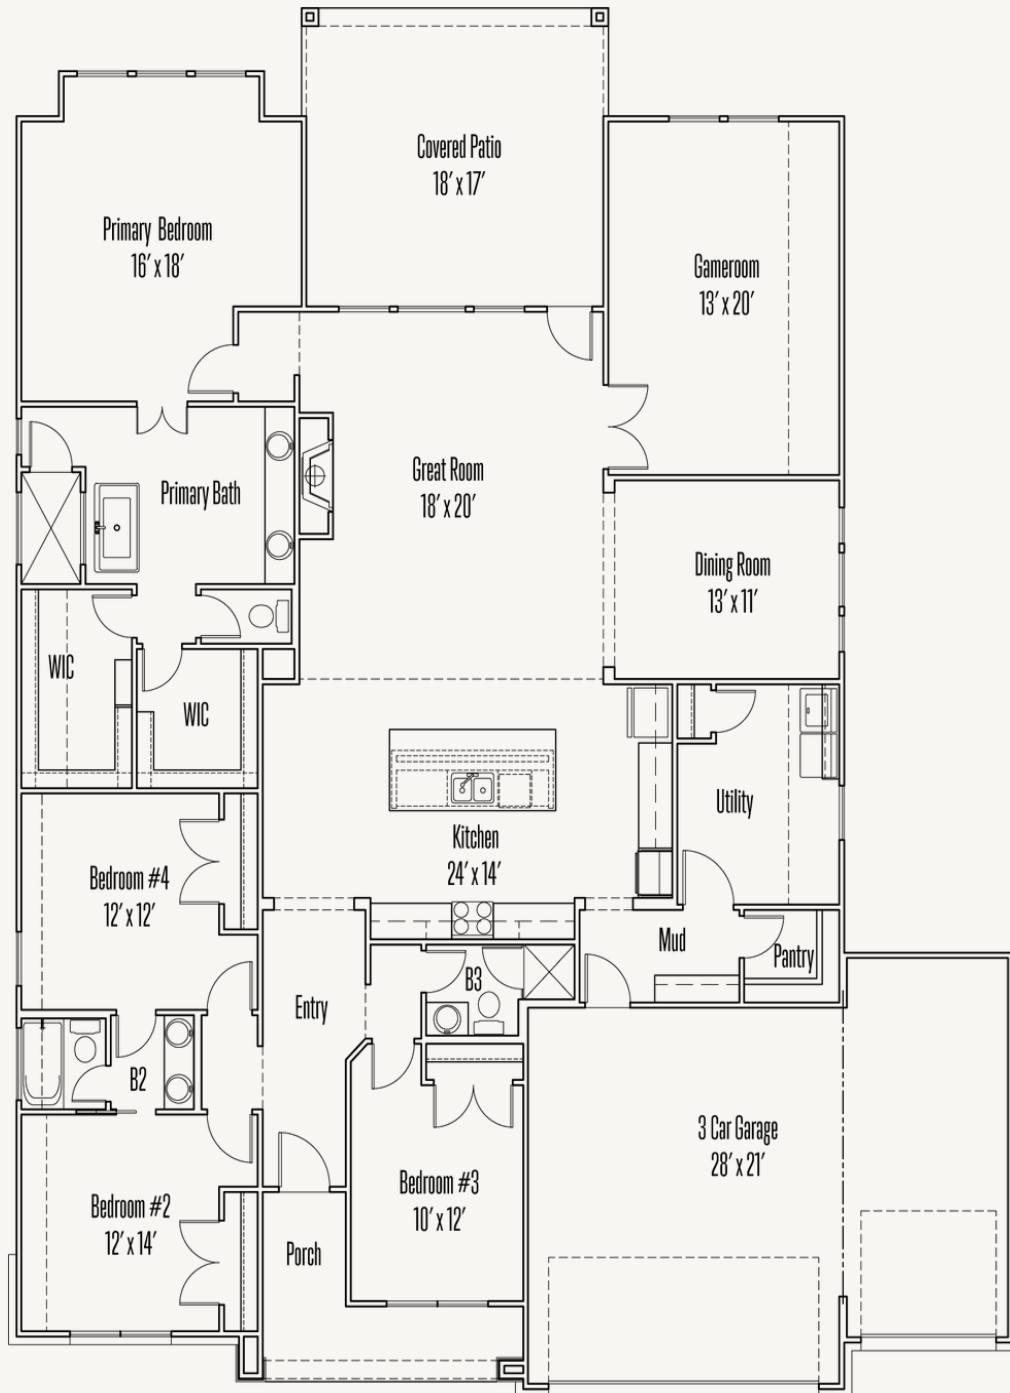 Covered Patio
18' x 17'
Primary Bedroom
16' x 18'
Gameroom
13' x 20'
Great Room
18' x 20'
Primary Bath
Dining Room
13' x 11'
WIC
WIC
Utility
Kitchen
24' x 14'
Bedroom #4
12' x 12'
Mud
Pantry
B3
Entry
B2
3 Car Garage
28' x 21'
Bedroom #3
10' x 12'
Bedroom #2
12' x 14'
Porch